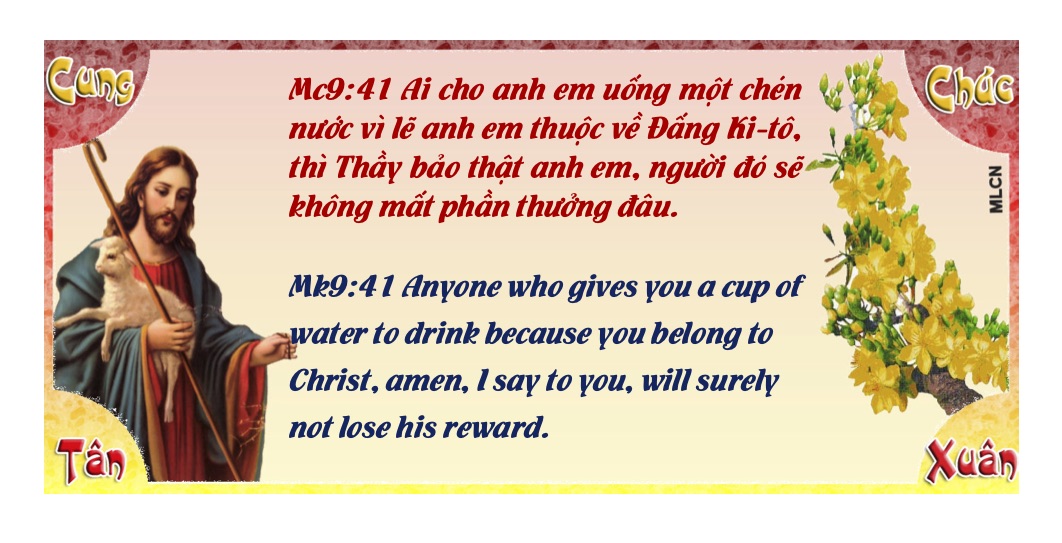 Cung
Chúc
Mc9:41 Ai cho anh em uống một chén
nước vì lẽ anh em thuộc về Đấng Ki-tô,
thì Thầy bảo thật anh em, người đó sẽ
không mất phần thưởng đâu.
MLCN
Mk9:41 Anyone who gives you a cup of
water to drink because you belong to
Christ, amen, I say to you, will surely
not lose his reward.
Tân
Xuân